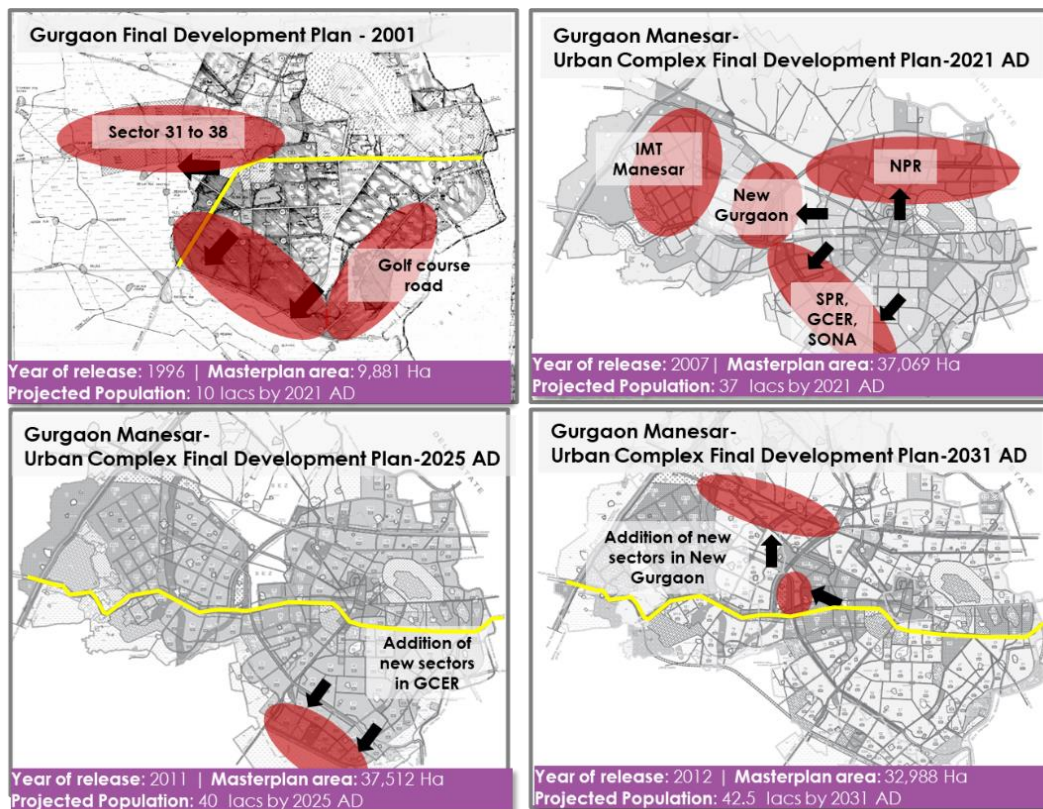 Gurgaon Final Development Plan - 2001
Sector 31 to 38
Golf course
road
Year of release: 1996 | Masterplan area: 9,881 Ha
Projected Population: 10 lacs by 2021 AD
Gurgaon Manesar-
Urban Complex Final Development Plan-2021 AD
IMT
Manesar
New
Gurgaon
NPR
SPR,
GCER,
SONA
Year of release: 2007 | Masterplan area: 37,069 Ha
Projected Population: 37 lacs by 2021 AD
Gurgaon Manesar-
Urban Complex Final Development Plan-2025 AD
Addition of
new sectors
in GCER
Year of release: 2011 | Masterplan area: 37,512 Ha
Projected Population: 40 lacs by 2025 AD
Gurgaon Manesar-
Urban Complex Final Development Plan-2031 AD
Addition of new
sectors in New
Gurgaon
Year of release: 2012 | Masterplan area: 32,988 Ha
Projected Population: 42.5 lacs by 2031 AD